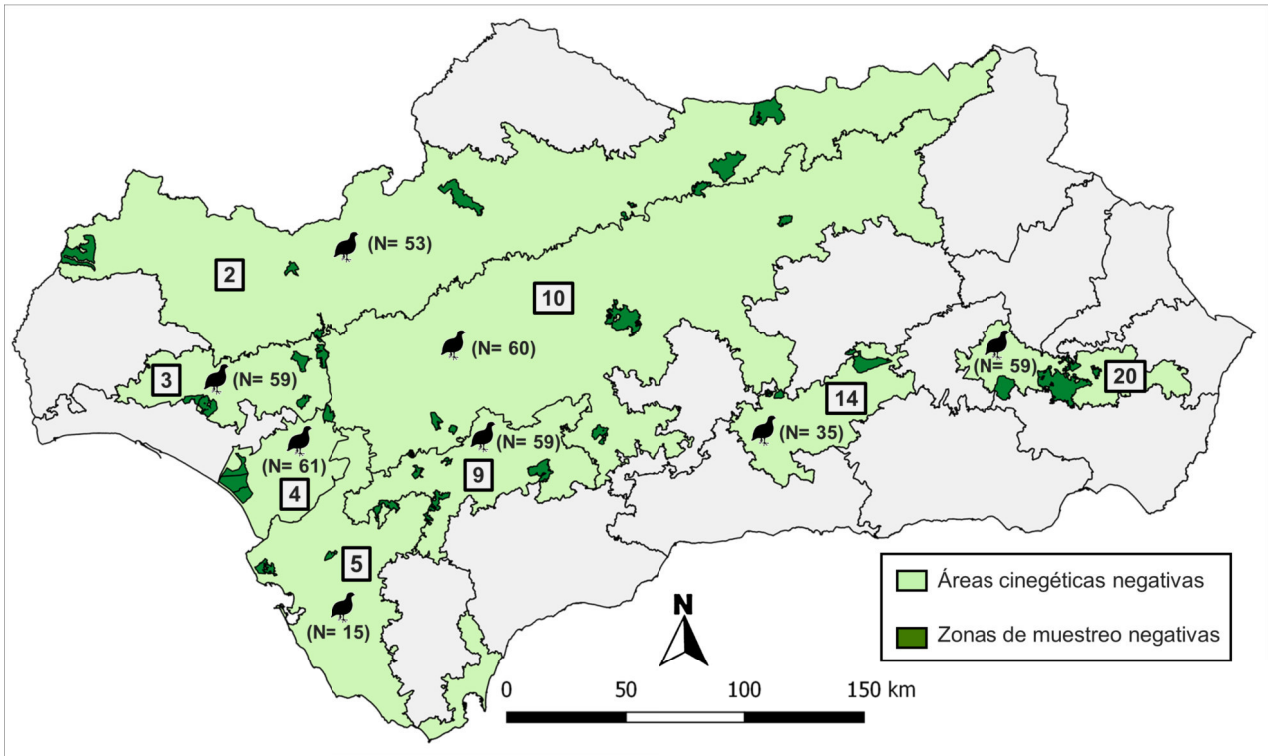 (N= 53)
2
10
(N= 60)
3
(N= 59)
(N= 59)
20
14
(N= 35)
(N= 59)
(N= 61)
9
4
5
(N= 15)
Áreas cinegéticas negativas
Zonas de muestreo negativas
N
0 50 100 150 km